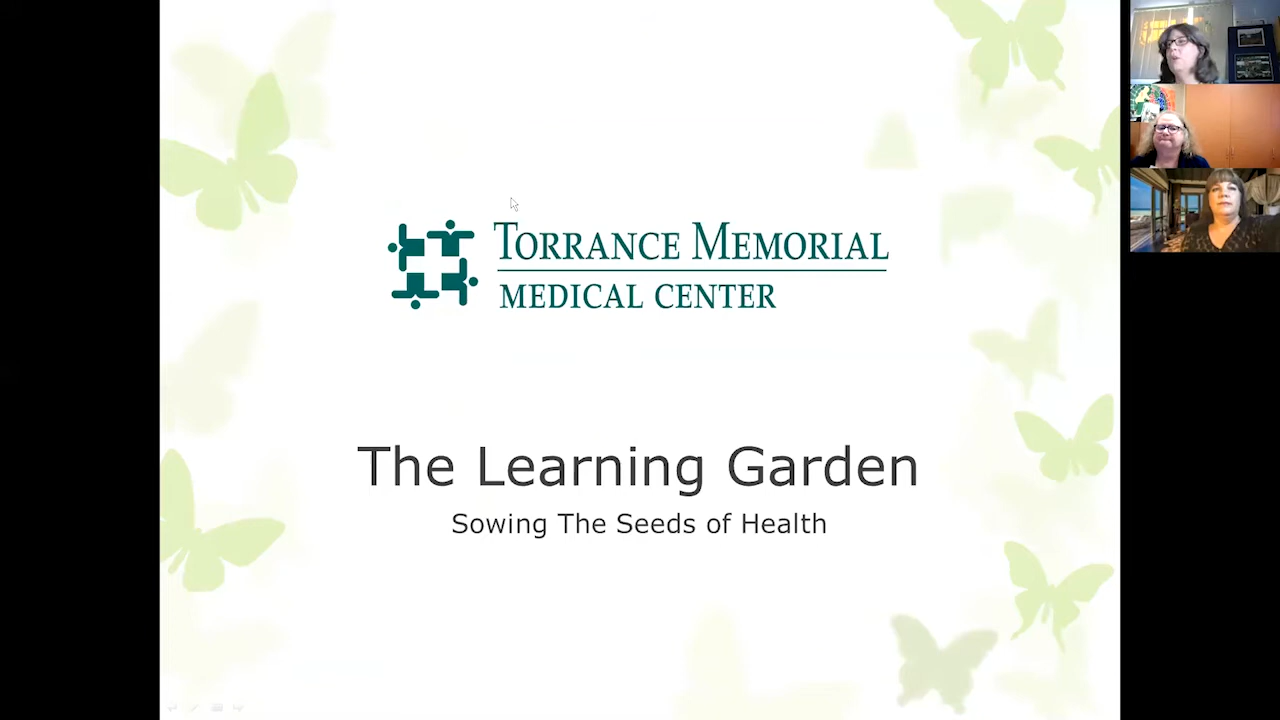 TORRANCE MEMORIAL
MEDICAL CENTER
The Learning Garden
Sowing The Seeds of Health